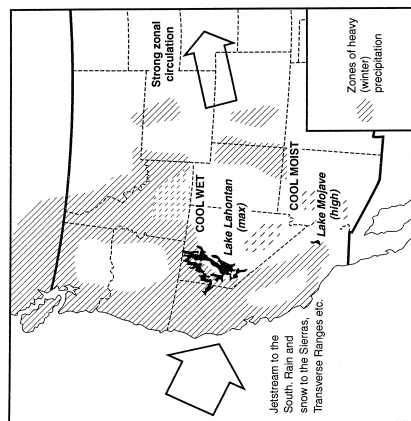 Strong zonal
circulation
Zones of heavy
(winter)
precipitation
COOL WET
Lake Lahontan
(max)
COOL MOIST
Lake Mojave
(high)
Jetstream to the
South. Rain and
snow to the Sierras,
Transverse Ranges etc.